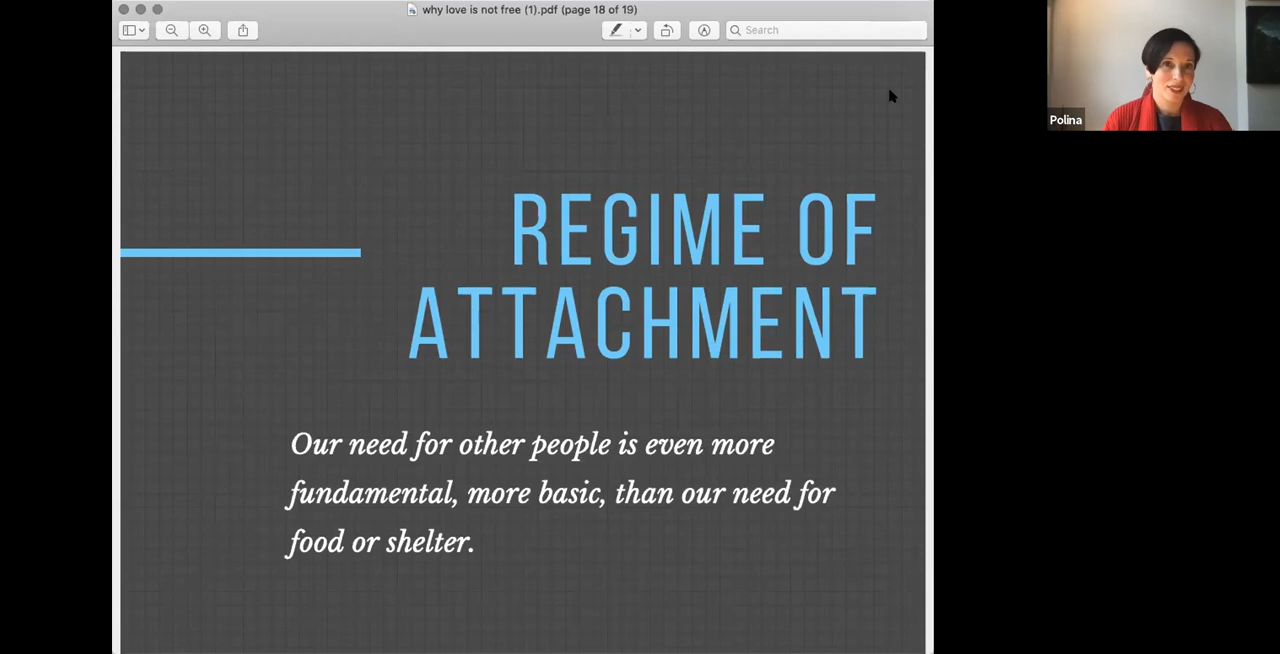 why love is not free (1).pdf (page 18 of 19)
Search
Polina
REGIME OF
ATTACHMENT
Our need for other people is even more
fundamental, more basic, than our need for
food or shelter.